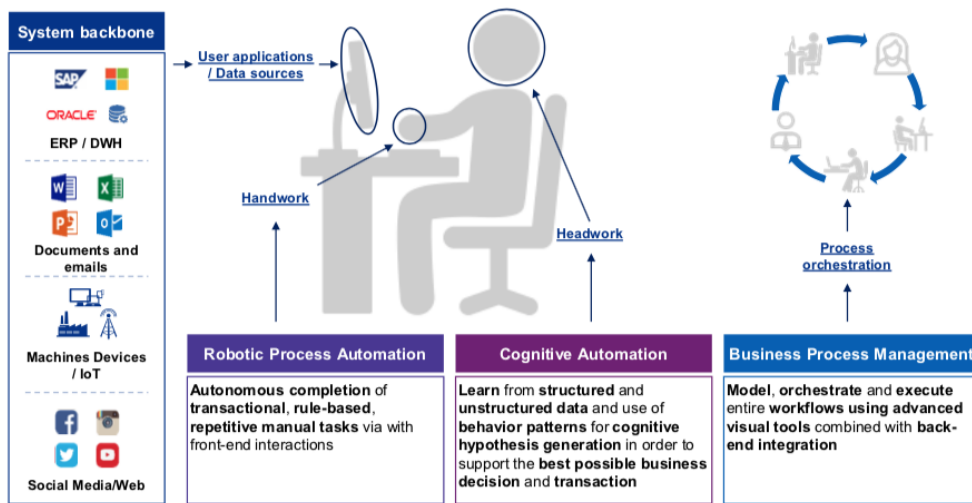 System backbone
SAP
ORACLE
ERP / DWH
W
X
P
O
Documents and
emails
Machines Devices
/ IoT
Social Media/Web
User applications
/ Data sources
Handwork
Headwork
Process
orchestration
Robotic Process Automation
Autonomous completion of
transactional, rule-based,
repetitive manual tasks via with
front-end interactions
Cognitive Automation
Learn from structured and
unstructured data and use of
behavior patterns for cognitive
hypothesis generation in order to
support the best possible business
decision and transaction
Business Process Management
Model, orchestrate and execute
entire workflows using advanced
visual tools combined with back-
end integration